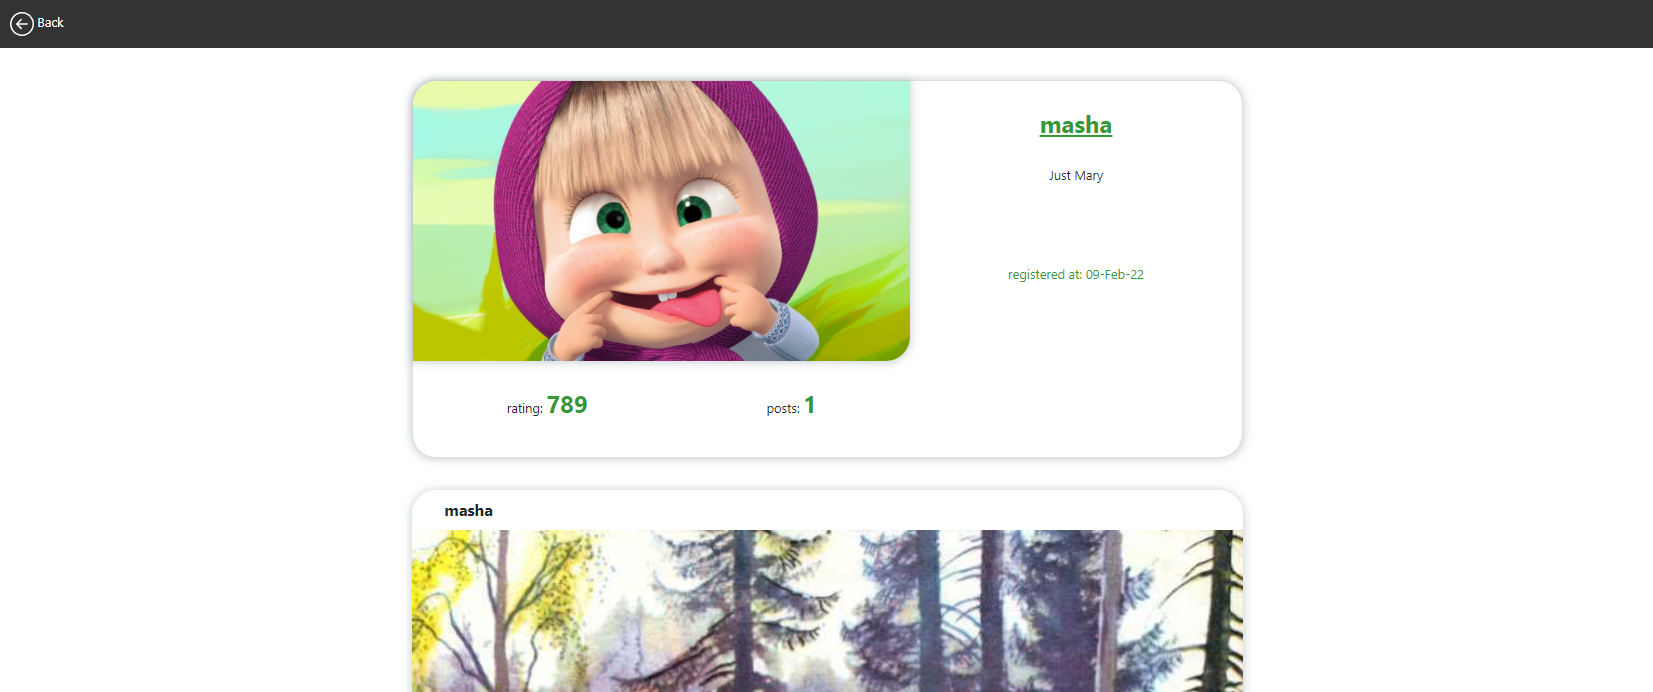 Back
masha
Just Mary
registered at: 09-Feb-22
rating: 789
posts: 1
masha